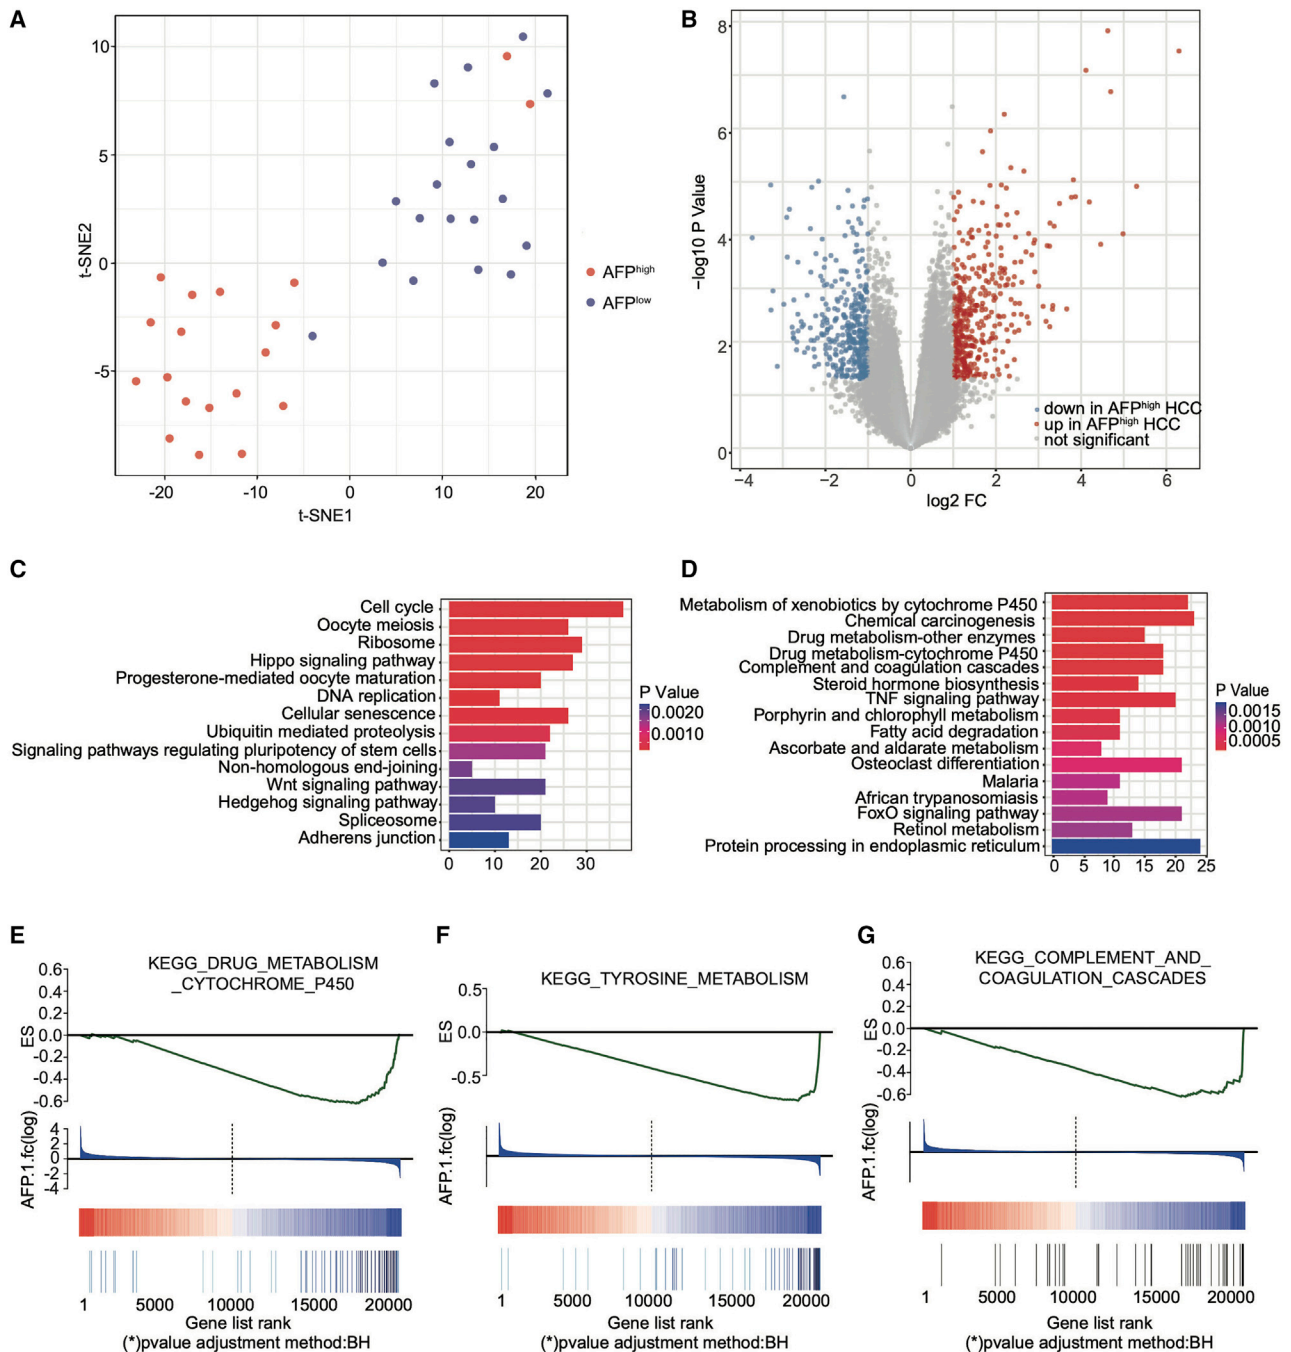 A
10
5
0
-5
t-SNE2
-20
-10
0
10
20
t-SNE1
AFPhigh
AFPlow
B
8
6
4
2
0
−log10 P Value
−4
−2
0
2
4
6
log2 FC
down in AFPhigh HCC
up in AFPhigh HCC
not significant
C
Cell cycle
Oocyte meiosis
Ribosome
Hippo signaling pathway
Progesterone-mediated oocyte maturation
DNA replication
Cellular senescence
Ubiquitin mediated proteolysis
Signaling pathways regulating pluripotency of stem cells
Non-homologous end-joining
Wnt signaling pathway
Hedgehog signaling pathway
Spliceosome
Adherens junction
0
10
20
30
P Value
0.0020
0.0010
D
Metabolism of xenobiotics by cytochrome P450
Chemical carcinogenesis
Drug metabolism-other enzymes
Drug metabolism-cytochrome P450
Complement and coagulation cascades
Steroid hormone biosynthesis
TNF signaling pathway
Porphyrin and chlorophyll metabolism
Fatty acid degradation
Ascorbate and aldarate metabolism
Osteoclast differentiation
Malaria
African trypanosomiasis
FoxO signaling pathway
Retinol metabolism
Protein processing in endoplasmic reticulum
0
5
10
15
20
25
P Value
0.0015
0.0010
0.0005
E
KEGG_DRUG_METABOLISM
_CYTOCHROME_P450
0.6
0.4
0.2
0.0
-0.2
-0.4
-0.6
ES
4
2
0
-2
-4
AFP.1.fc(log)
1
5000
10000
15000
20000
Gene list rank
(*)pvalue adjustment method:BH
F
KEGG_TYROSINE_METABOLISM
0.5
0.0
-0.5
ES
AFP.1.fc(log)
1
5000
10000
15000
20000
Gene list rank
(*)pvalue adjustment method:BH
G
KEGG_COMPLEMENT_AND_
COAGULATION_CASCADES
0.6
0.4
0.2
0.0
-0.2
-0.4
-0.6
ES
AFP.1.fc(log)
1
5000
10000
15000
20000
Gene list rank
(*)pvalue adjustment method:BH